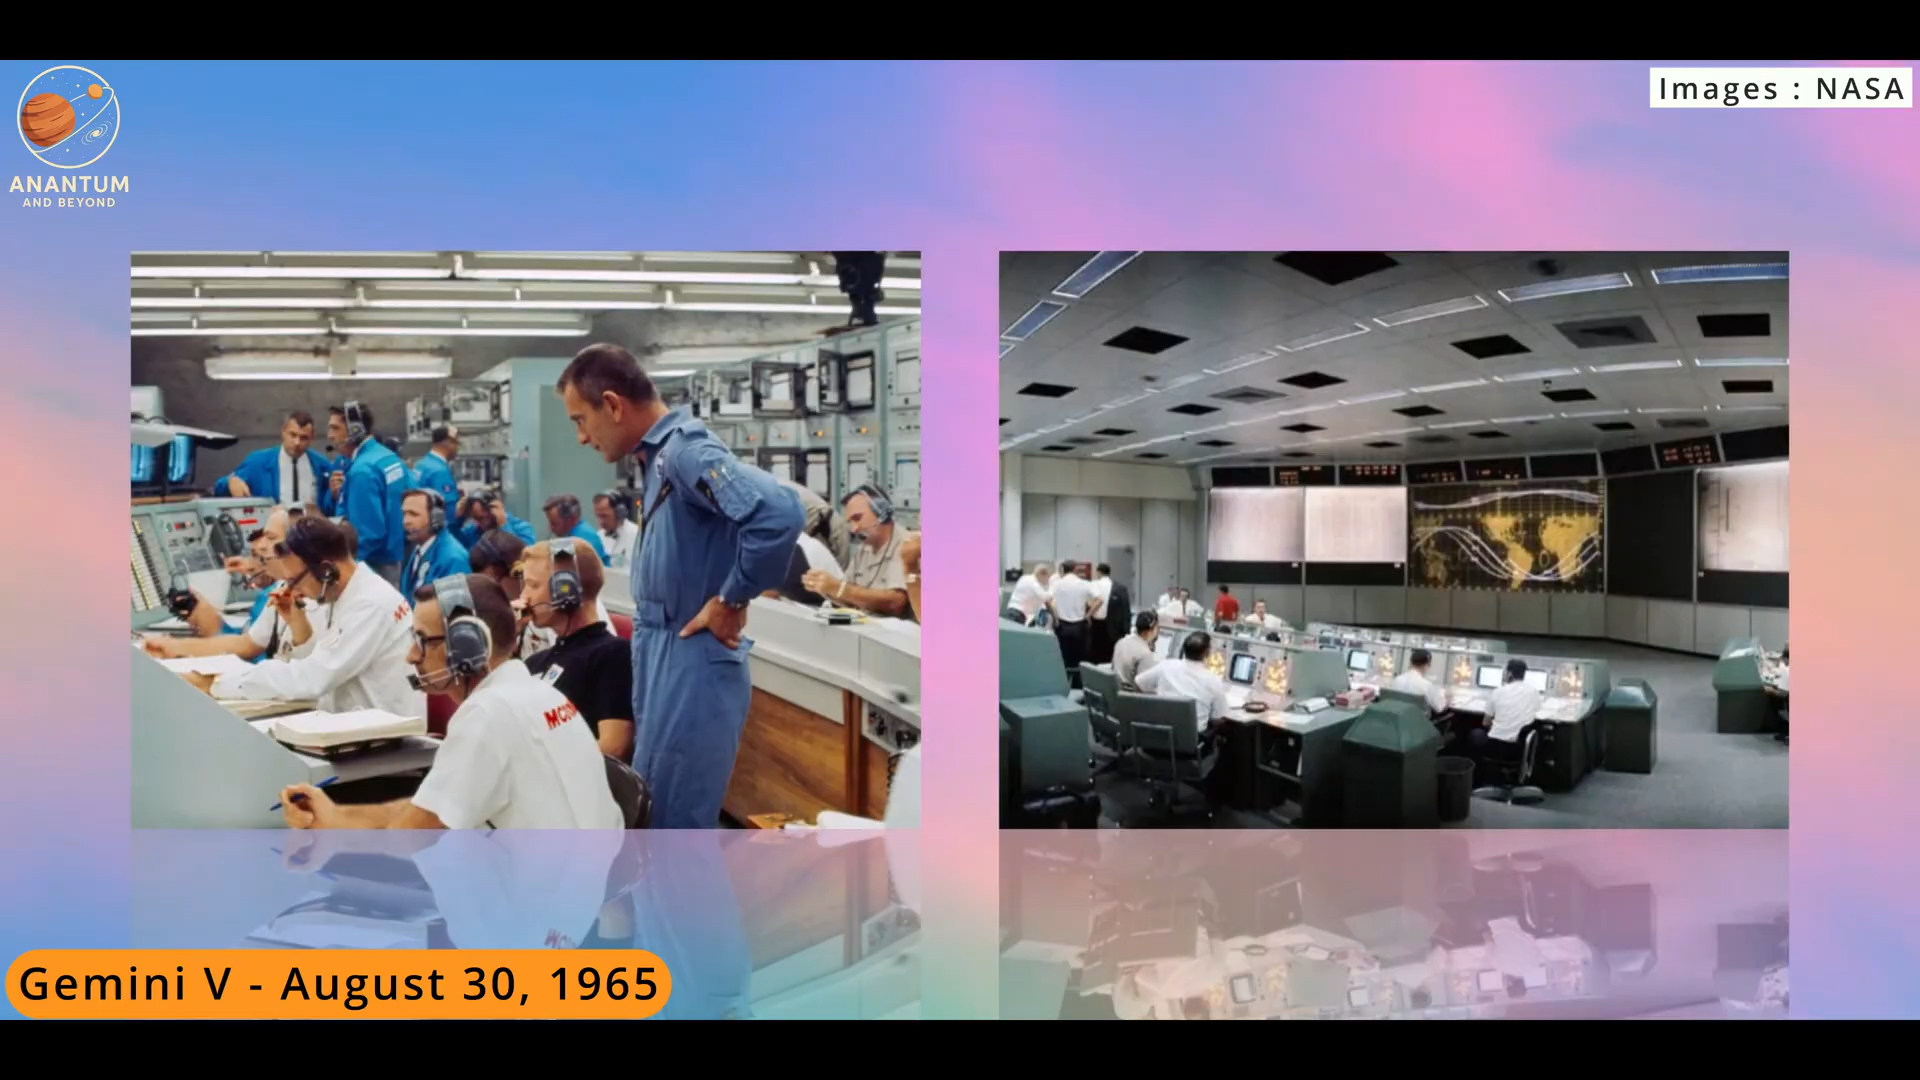 ANANTUM
AND BEYOND
Images : NASA
Gemini V - August 30, 1965